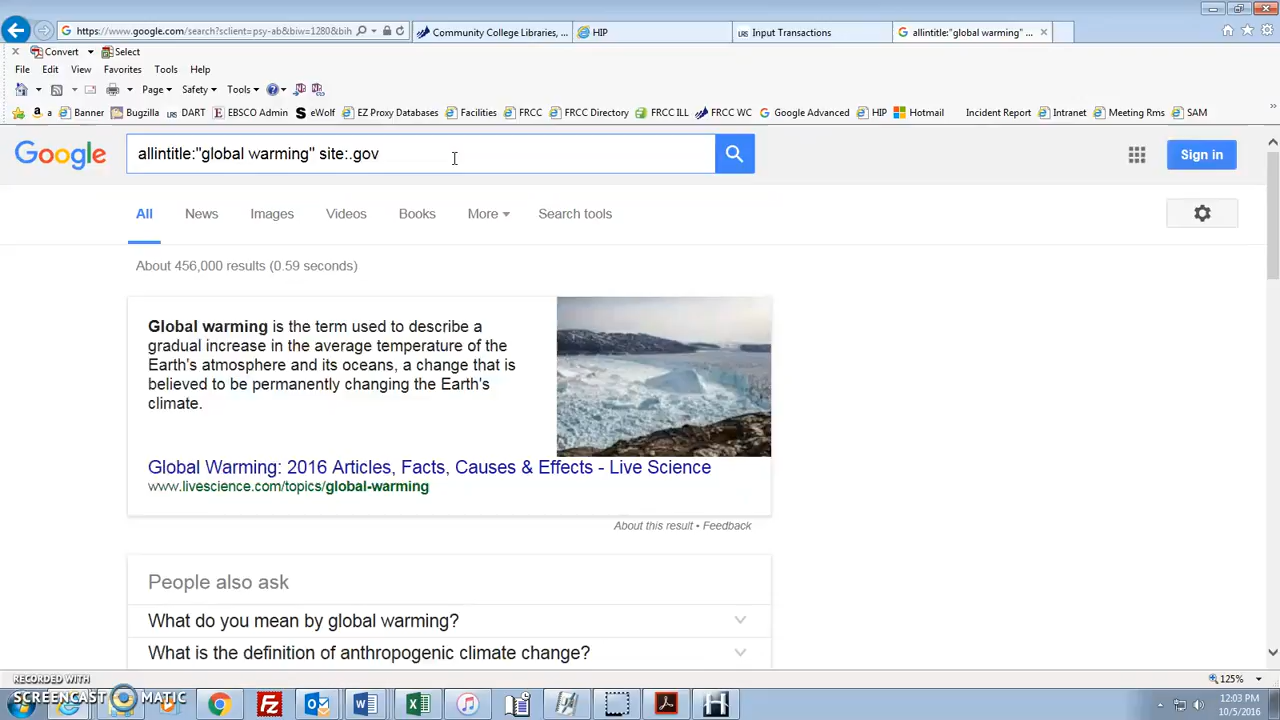 https://www.google.com/search?sclient=psy-ab&biw=1280&bih
Community College Libraries, ...
HIP
Input Transactions
allintitle:"global warming" ...
Convert
Select
File Edit View Favorites Tools Help
Page Safety Tools
a Banner Bugzilla DART EBSCO Admin eWolf EZ Proxy Databases Facilities FRCC FRCC Directory FRCC ILL FRCC WC Google Advanced HIP Hotmail Incident Report Intranet Meeting Rms SAM
Google
allintitle:"global warming" site:.gov
Sign in
All News Images Videos Books More Search tools
About 456,000 results (0.59 seconds)
Global warming is the term used to describe a
gradual increase in the average temperature of the
Earth's atmosphere and its oceans, a change that is
believed to be permanently changing the Earth's
climate.
Global Warming: 2016 Articles, Facts, Causes & Effects - Live Science
www.livescience.com/topics/global-warming
About this result • Feedback
People also ask
What do you mean by global warming?
What is the definition of anthropogenic climate change?
125%
RECORDED WITH
SCREENCAST MATIC
12:03 PM
10/5/2016